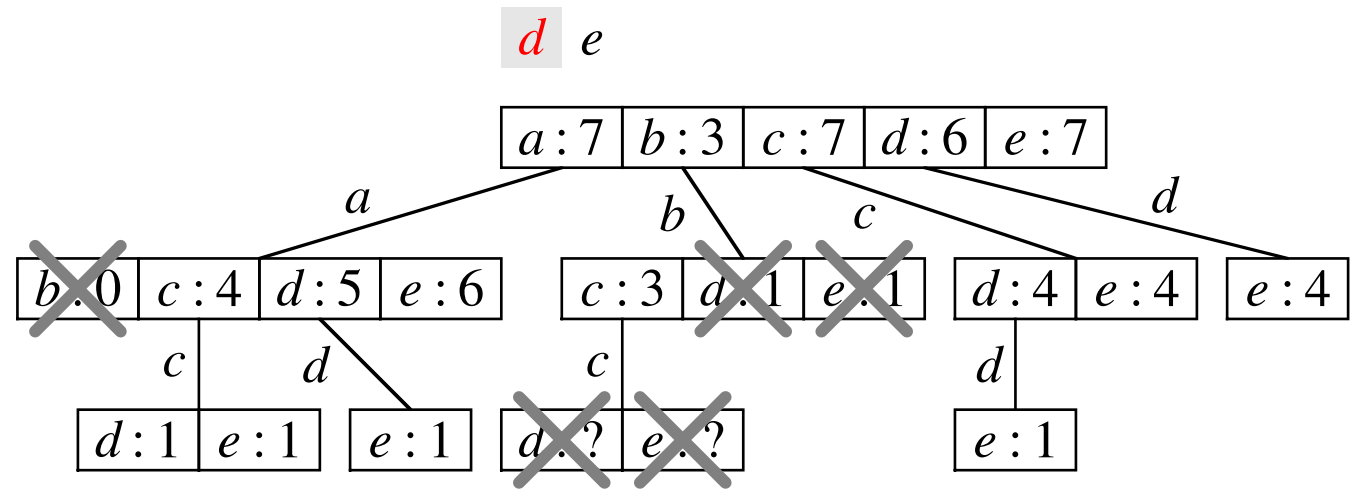 d e
a : 7 b : 3 c : 7 d : 6 e : 7
a b c d
b : 0 c : 4 d : 5 e : 6 c : 3 d : 1 e : 1 d : 4 e : 4 e : 4
c d c d
d : 1 e : 1 e : 1 d : ? e : ? e : 1